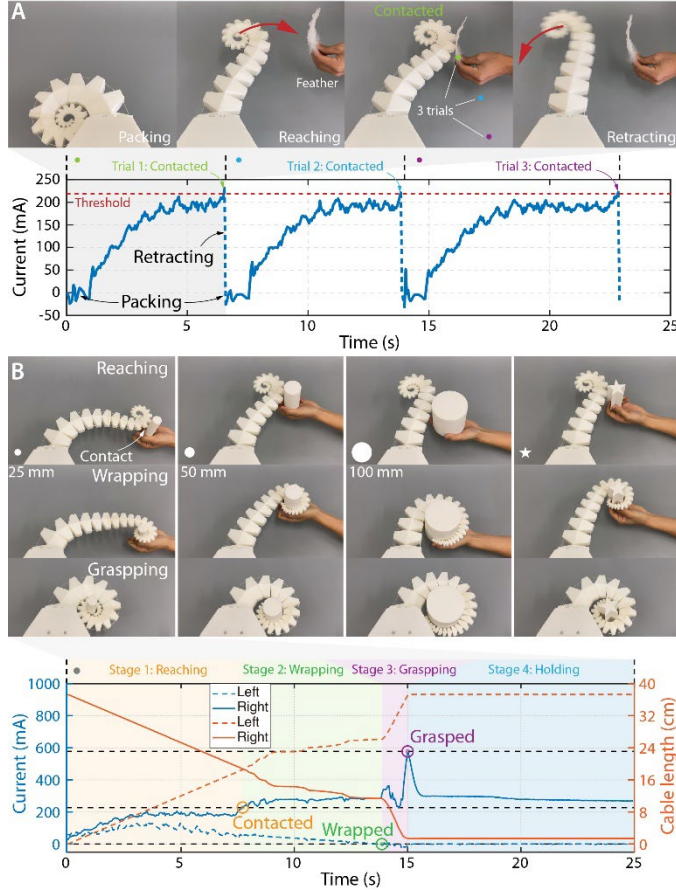 A
Contacted
Feather
3 trials
Packing
Reaching
Retracting
Trial 1: Contacted
Trial 2: Contacted
Trial 3: Contacted
250
200
150
100
50
0
-50
Current (mA)
Threshold
Retracting
Packing
0
5
10
15
20
25
Time (s)
B
Reaching
Contact
25 mm
50 mm
100 mm
Wrapping
Graspping
Stage 1: Reaching
Stage 2: Wrapping
Stage 3: Graspping
Stage 4: Holding
1000
800
600
400
200
0
Current (mA)
Left
Right
Left
Right
Grasped
Contacted
Wrapped
40
32
24
16
8
0
Cable length (cm)
0
5
10
15
20
25
Time (s)